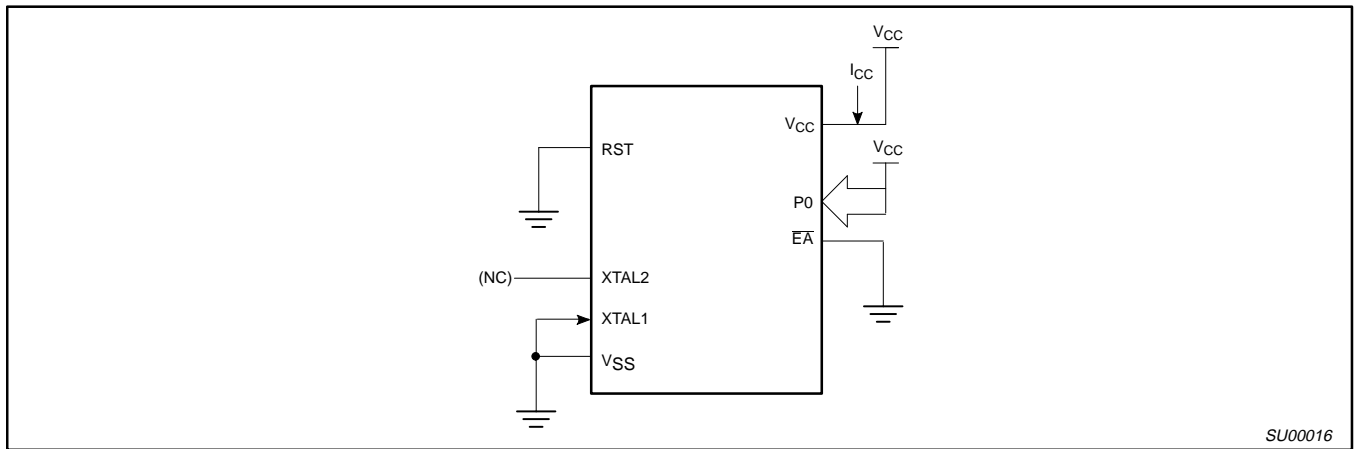 VCC
ICC
VCC
RST
VCC
P0
EA
(NC)
XTAL2
XTAL1
VSS
SU00016